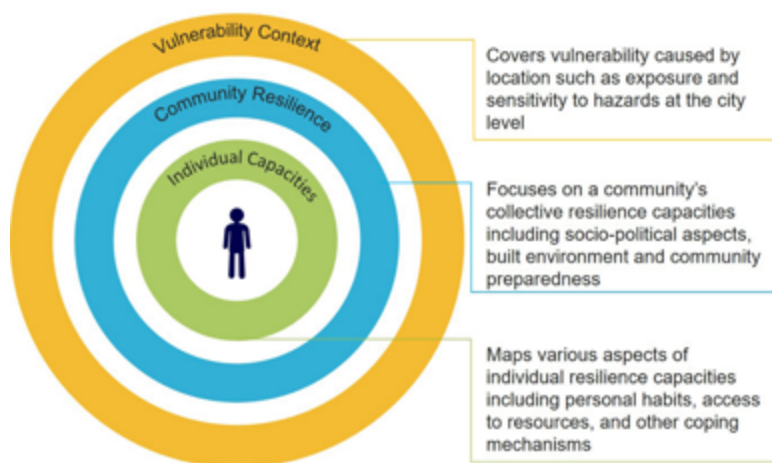 Vulnerability Context
Community Resilience
Individual Capacities
Covers vulnerability caused by
location such as exposure and
sensitivity to hazards at the city
level
Focuses on a community's
collective resilience capacities
including socio-political aspects,
built environment and community
preparedness
Maps various aspects of
individual resilience capacities
including personal habits, access
to resources, and other coping
mechanisms